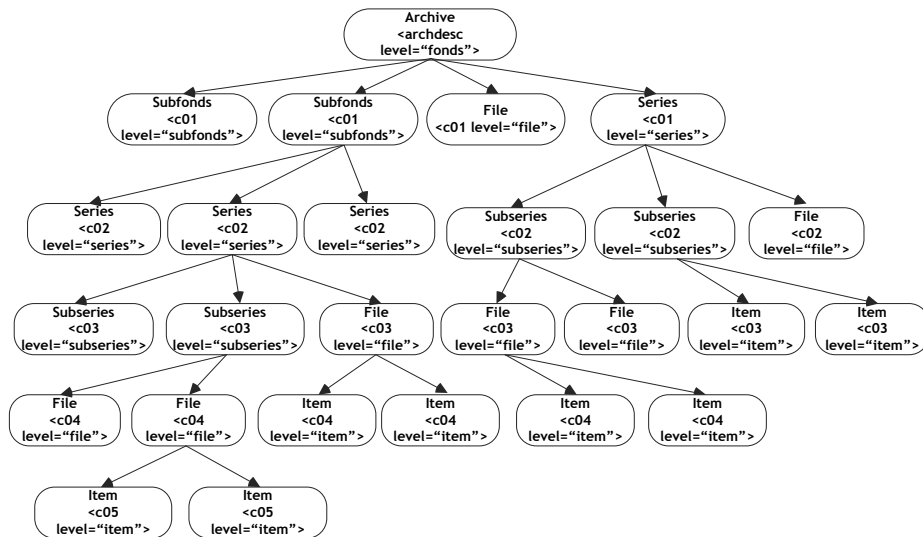 Archive
<archdesc
level=“fonds”>
Subfonds
<c01
level=“subfonds”>
Subfonds
<c01
level=“subfonds”>
File
<c01 level=“file”>
Series
<c01
level=“series”>
Series
<c02
level=“series”>
Series
<c02
level=“series”>
Series
<c02
level=“series”>
Subseries
<c02
level=“subseries”>
Subseries
<c02
level=“subseries”>
File
<c02
level=“file”>
Subseries
<c03
level=“subseries”>
Subseries
<c03
level=“subseries”>
File
<c03
level=“file”>
File
<c03
level=“file”>
File
<c03
level=“file”>
Item
<c03
level=“item”>
Item
<c03
level=“item”>
File
<c04
level=“file”>
File
<c04
level=“file”>
Item
<c04
level=“item”>
Item
<c04
level=“item”>
Item
<c04
level=“item”>
Item
<c04
level=“item”>
Item
<c05
level=“item”>
Item
<c05
level=“item”>